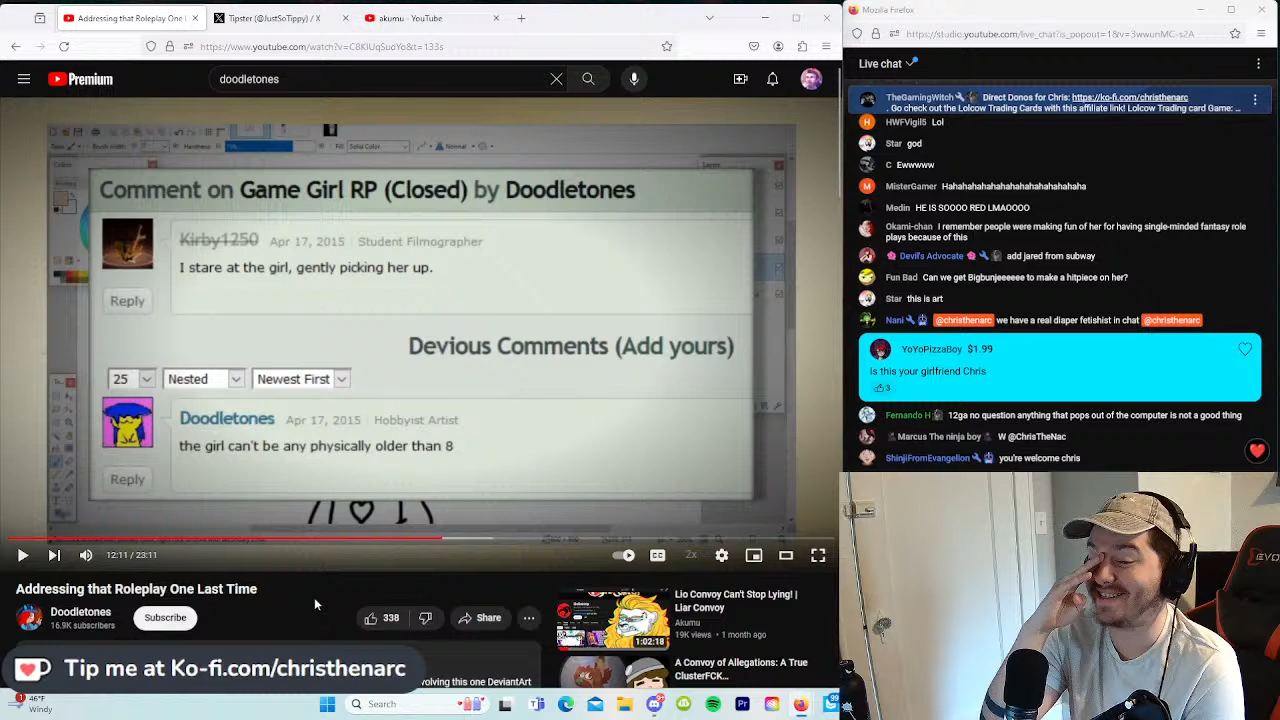 Addressing that Roleplay One L
Tipster (@JustSoTippy) / X
akumu - YouTube
https://www.youtube.com/watch?v=C8KIUqSudYo&t=133s
Premium
doodletones
Comment on Game Girl RP (Closed) by Doodletones
Kirby1250 Apr 17, 2015 Student Filmographer
I stare at the girl, gently picking her up.
Reply
Devious Comments (Add yours)
25 Nested Newest First
Doodletones Apr 17, 2015 Hobbyist Artist
the girl can't be any physically older than 8
Reply
12:11 / 23:11
CC
2x
Addressing that Roleplay One Last Time
Doodletones
16.9K subscribers
Subscribe
338
Share
Lio Convoy Can't Stop Lying! |
Liar Convoy
Akumu
19K views • 1 month ago
1:02:18
A Convoy of Allegations: A True
ClusterFCK...
Tip me at Ko-fi.com/christhenarc
volving this one DeviantArt
46°F
Windy
Search
Mozilla Firefox
https://studio.youtube.com/live_chat?is_popout=1&v=3wwunMC-s2A
Live chat
TheGamingWitch Direct Donos for Chris: https://ko-fi.com/christhenarc
. Go check out the Lolcow Trading Cards with this affiliate link! Lolcow Trading card Game: ...
HWFVigil5 Lol
Star god
C Ewwwww
MisterGamer Hahahahahahahahahahahahahaha
Medin HE IS SOOOO RED LMAOOOO
Okami-chan I remember people were making fun of her for having single-minded fantasy role
plays because of this
Devil's Advocate add jared from subway
Fun Bad Can we get Bigbunjeeeeee to make a hitpiece on her?
Star this is art
Nani @christhenarc we have a real diaper fetishist in chat @christhenarc
YoYoPizzaBoy $1.99
Is this your girlfriend Chris
3
Fernando H 12ga no question anything that pops out of the computer is not a good thing
Marcus The ninja boy W @ChrisTheNac
ShinjiFromEvangelion you're welcome chris